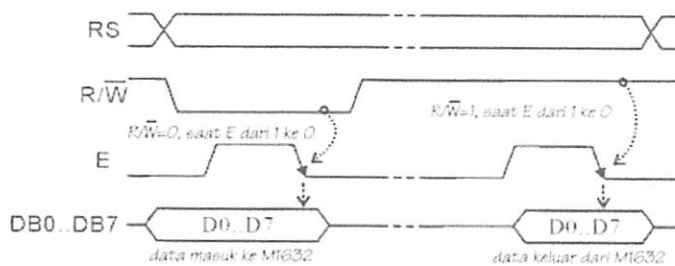 RS
R/W̅
R/W̅=0, saat E dari 1 ke 0
R/W̅=1, saat E dari 1 ke 0
E
DB0..DB7
D0..D7
D0..D7
data masuk ke M1632
data keluar dari M1632